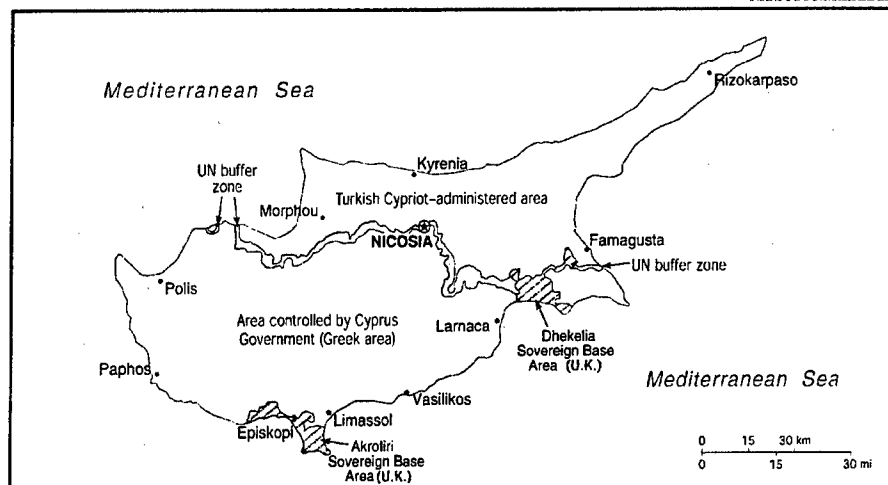 Mediterranean Sea
Rizokarpaso
UN buffer
zone
Kyrenia
Morphou
Turkish Cypriot–administered area
NICOSIA
Famagusta
UN buffer zone
Polis
Area controlled by Cyprus
Government (Greek area)
Larnaca
Dhekelia
Sovereign Base
Area (U.K.)
Paphos
Mediterranean Sea
Vasilikos
Limassol
Episkopi
Akrotiri
Sovereign Base
Area (U.K.)
0 15 30 km
0 15 30 mi